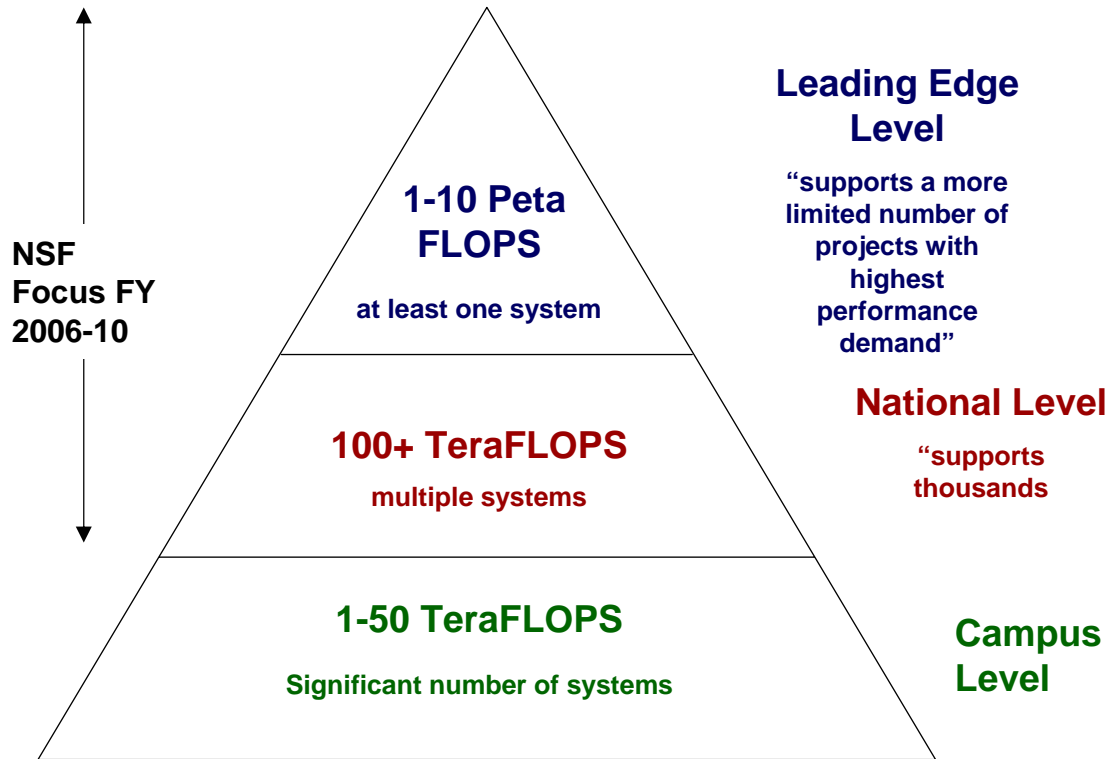 NSF
Focus FY
2006-10
1-10 Peta
FLOPS
at least one system
Leading Edge
Level
“supports a more
limited number of
projects with
highest
performance
demand”
100+ TeraFLOPS
multiple systems
National Level
“supports
thousands
1-50 TeraFLOPS
Significant number of systems
Campus
Level